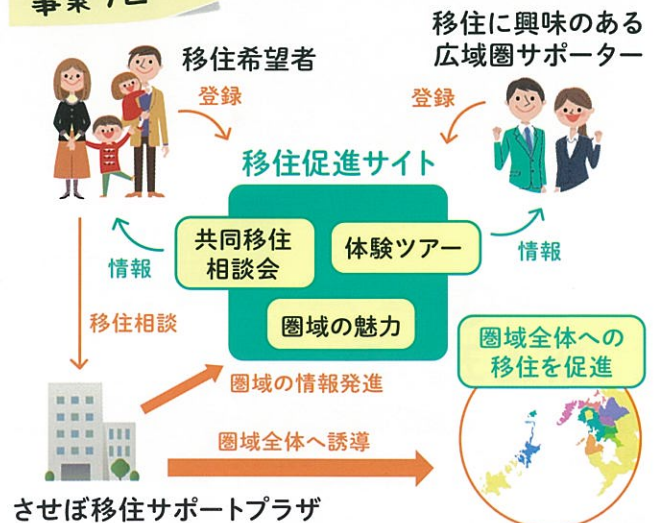 移住希望者
移住に興味のある
広域圏サポーター
登録
登録
移住促進サイト
共同移住
相談会
体験ツアー
圏域の魅力
情報
情報
移住相談
圏域の情報発進
圏域全体への
移住を促進
圏域全体へ誘導
させぼ移住サポートプラザ